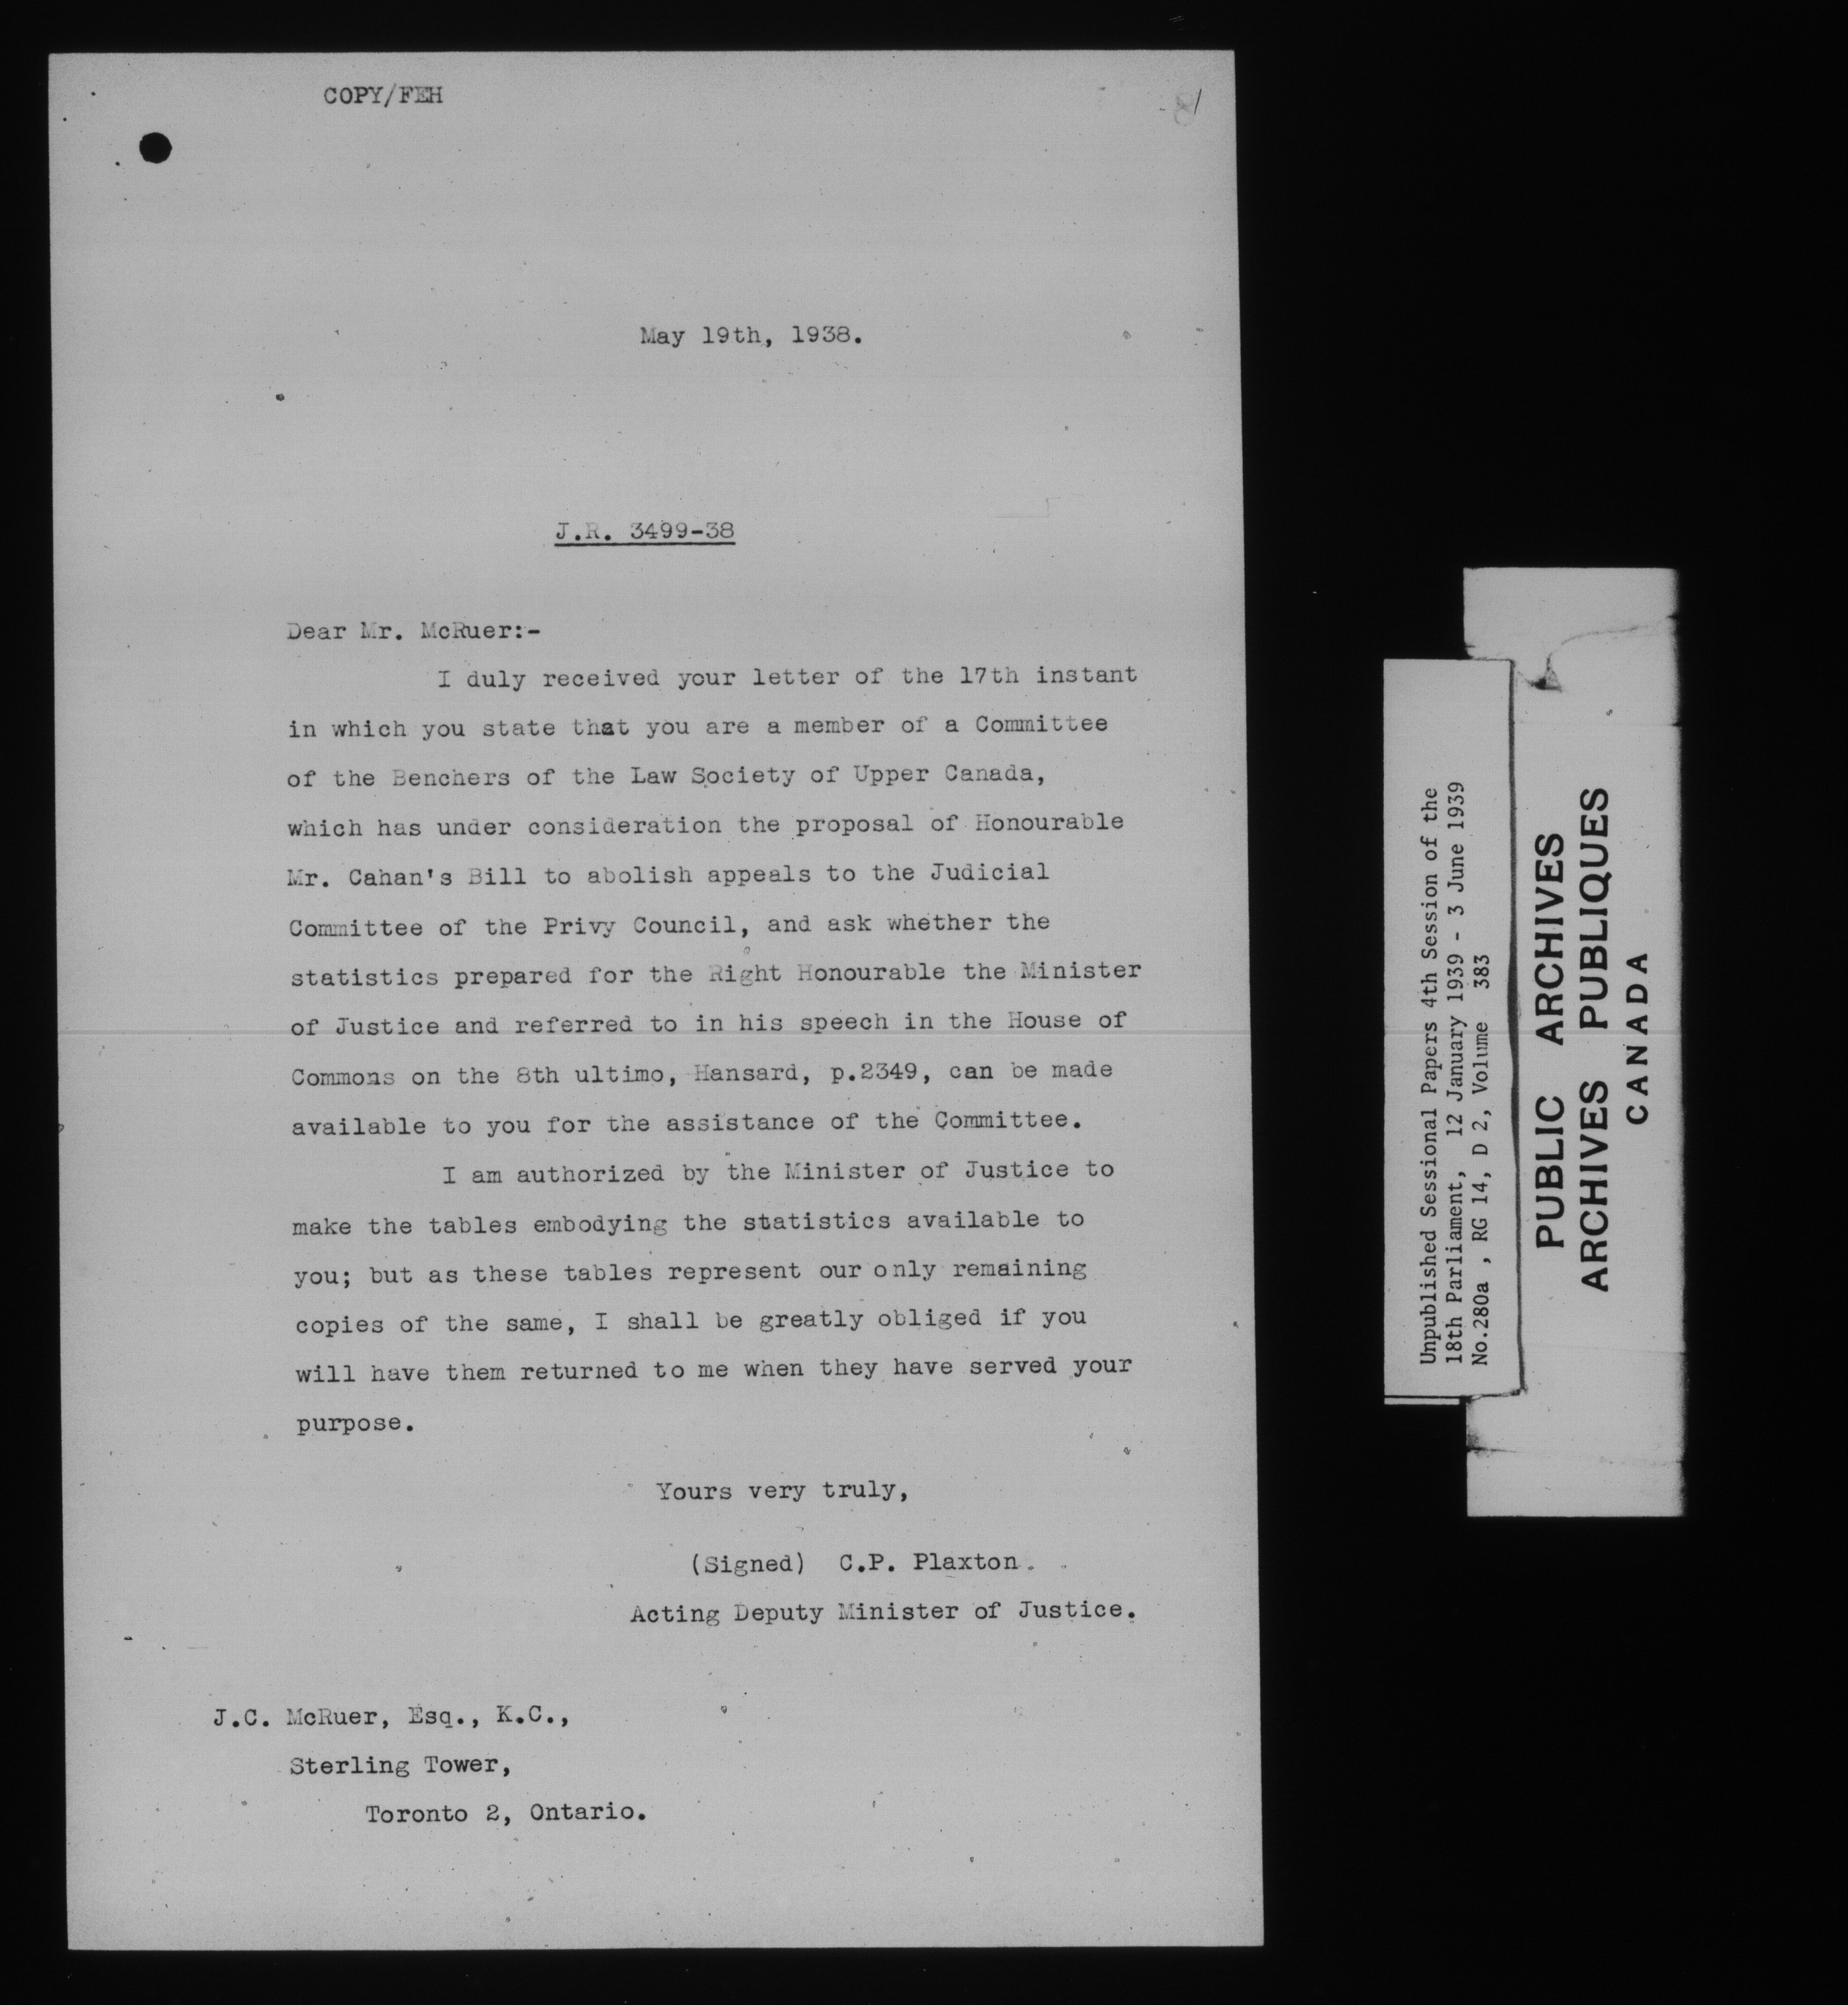 COPY/FEH
May 19th, 1938.
J.R. 3499-38
Dear Mr. McRuer:-
I duly received your letter of the 17th instant
in which you state that you are a member of a Committee
of the Benchers of the Law Society of Upper Canada,
which has under consideration the proposal of Honourable
Mr. Cahan's Bill to abolish appeals to the Judicial
Committee of the Privy Council, and ask whether the
statistics prepared for the Right Honourable the Minister
of Justice and referred to in his speech in the House of
Commons on the 8th ultimo, Hansard, p.2349, can be made
available to you for the assistance of the Committee.
I am authorized by the Minister of Justice to
make the tables embodying the statistics available to
you; but as these tables represent our only remaining
copies of the same, I shall be greatly obliged if you
will have them returned to me when they have served your
purpose.
Yours very truly,
(Signed) C.P. Plaxton.
Acting Deputy Minister of Justice.
J.C. McRuer, Esq., K.C.,
Sterling Tower,
Toronto 2, Ontario.
Unpublished Sessional Papers 4th Session of the
18th Parliament, 12 January 1939 - 3 June 1939
No.280a , RG 14, D 2, Volume 383
PUBLIC ARCHIVES
ARCHIVES PUBLIQUES
CANADA